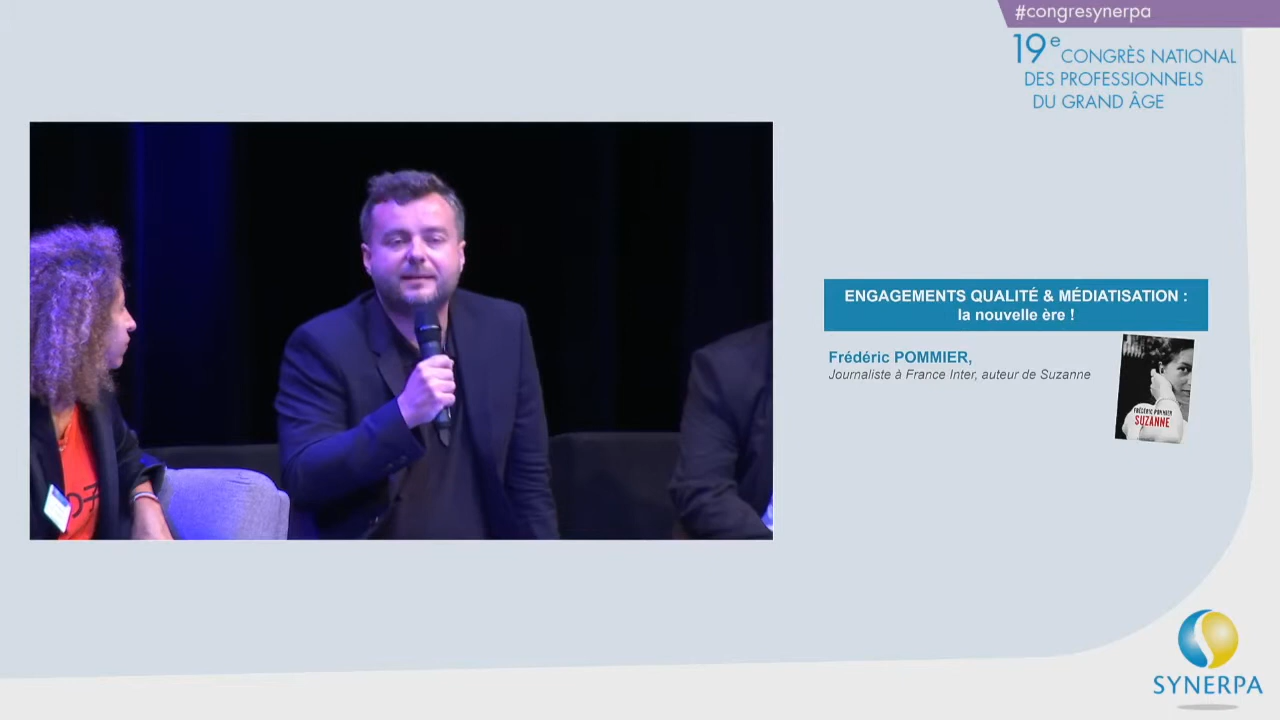 #congresynerpa
19e CONGRÈS NATIONAL
DES PROFESSIONNELS
DU GRAND ÂGE
ENGAGEMENTS QUALITÉ & MÉDIATISATION :
la nouvelle ère !
Frédéric POMMIER,
Journaliste à France Inter, auteur de Suzanne
FRÉDÉRIC POMMIER
SUZANNE
SYNERPA